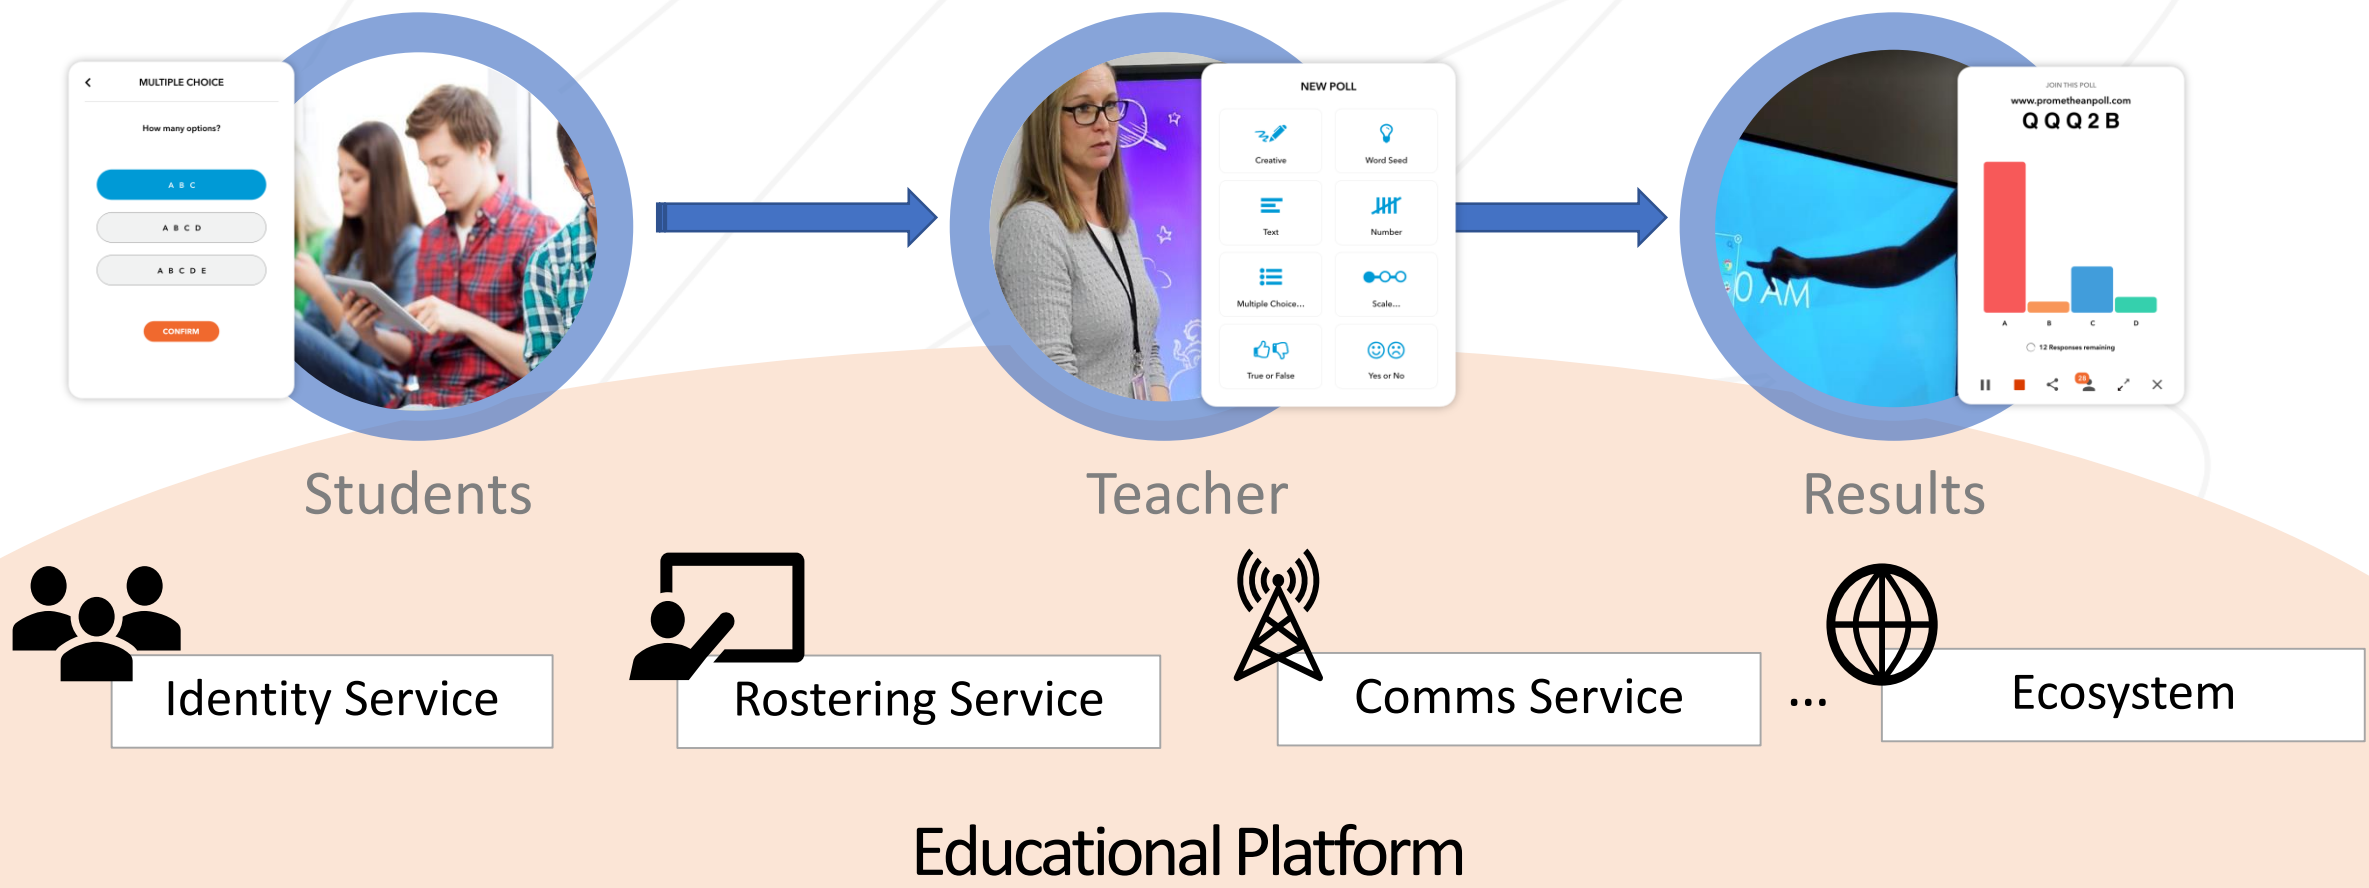 MULTIPLE CHOICE
How many options?
A B C
A B C D
A B C D E
CONFIRM
NEW POLL
Creative
Word Seed
Text
Number
Multiple Choice...
Scale...
True or False
Yes or No
0 AM
JOIN THIS POLL
www.prometheanpoll.com
QQQ2B
A B C D
12 Responses remaining
28
Students
Teacher
Results
Identity Service
Rostering Service
Comms Service
...
Ecosystem
Educational Platform